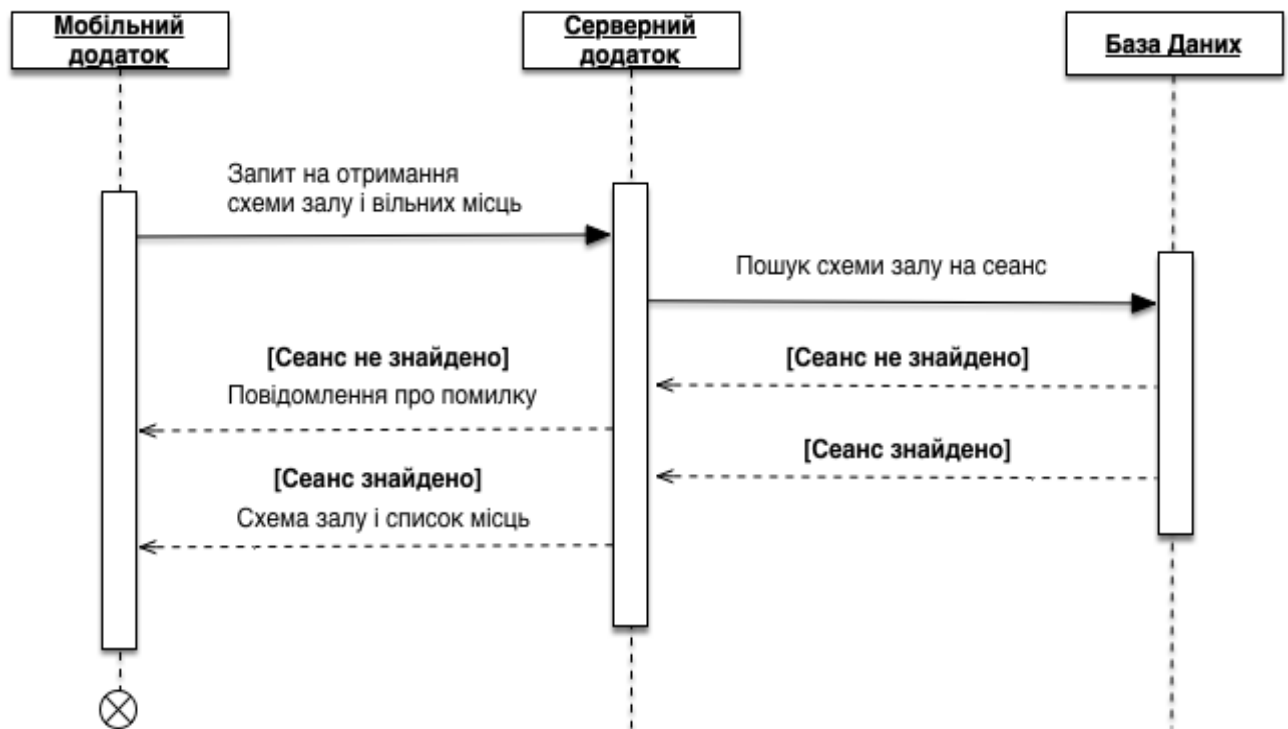 Мобільний
додаток
Серверний
додаток
База Даних
Запит на отримання
схеми залу і вільних місць
Пошук схеми залу на сеанс
[Сеанс не знайдено]
Повідомлення про помилку
[Сеанс не знайдено]
[Сеанс знайдено]
[Сеанс знайдено]
Схема залу і список місць